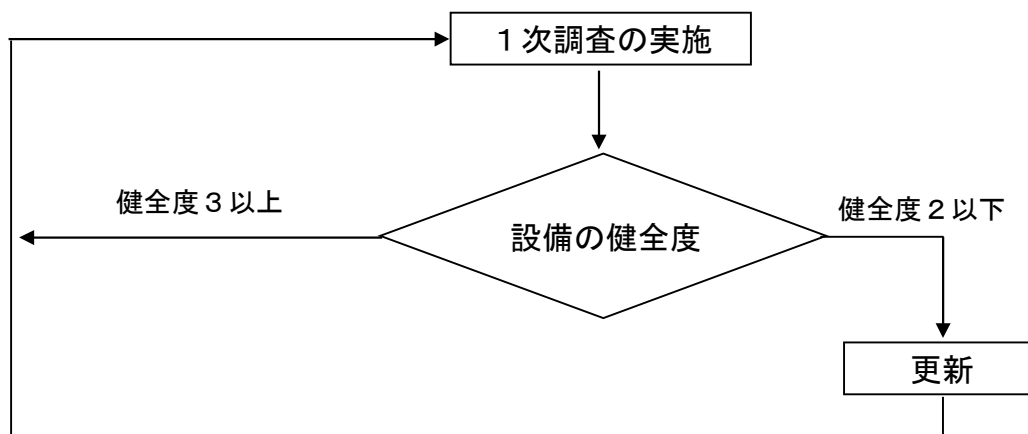 １次調査の実施
健全度３以上
健全度２以下
設備の健全度
更新